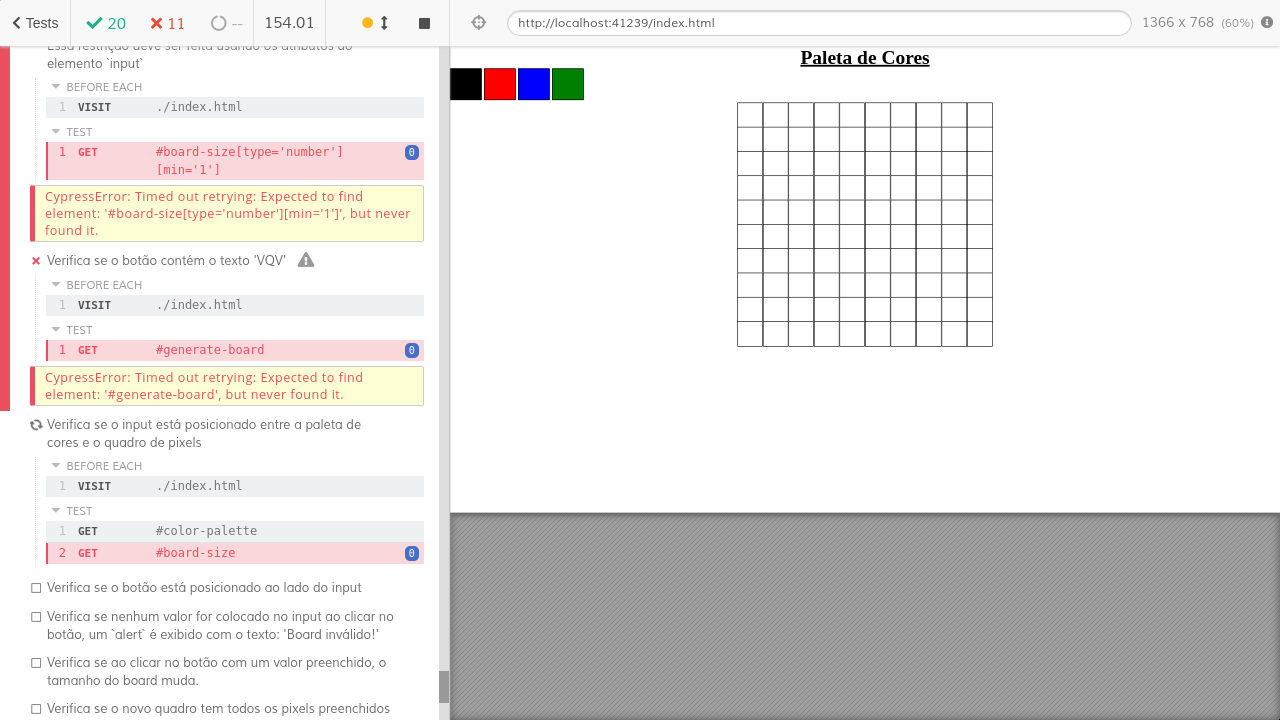 Tests
20
11
--
154.01
http://localhost:41239/index.html
1366 x 768 (60%)
Essa restrição deve ser feita usando os atributos do
elemento `input`
BEFORE EACH
1 VISIT ./index.html
TEST
1 GET #board-size[type='number']
[min='1']
0
CypressError: Timed out retrying: Expected to find
element: '#board-size[type='number'][min='1']', but never
found it.
Verifica se o botão contém o texto 'VQV'
BEFORE EACH
1 VISIT ./index.html
TEST
1 GET #generate-board 0
CypressError: Timed out retrying: Expected to find
element: '#generate-board', but never found it.
Verifica se o input está posicionado entre a paleta de
cores e o quadro de pixels
BEFORE EACH
1 VISIT ./index.html
TEST
1 GET #color-palette
2 GET #board-size 0
Verifica se o botão está posicionado ao lado do input
Verifica se nenhum valor for colocado no input ao clicar no
botão, um `alert` é exibido com o texto: 'Board inválido!'
Verifica se ao clicar no botão com um valor preenchido, o
tamanho do board muda.
Verifica se o novo quadro tem todos os pixels preenchidos
Paleta de Cores